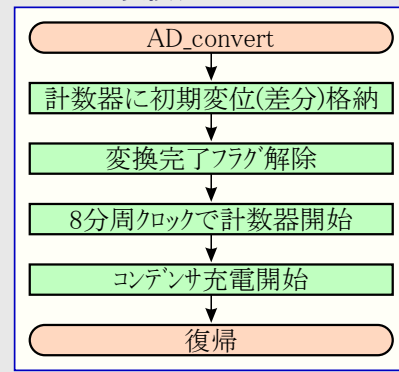 AD_convert
計数器に初期変位(差分)格納
変換完了ﾌﾗｸﾞ解除
8分周ｸﾛｯｸで計数器開始
ｺﾝﾃﾞﾝｻ充電開始
復帰